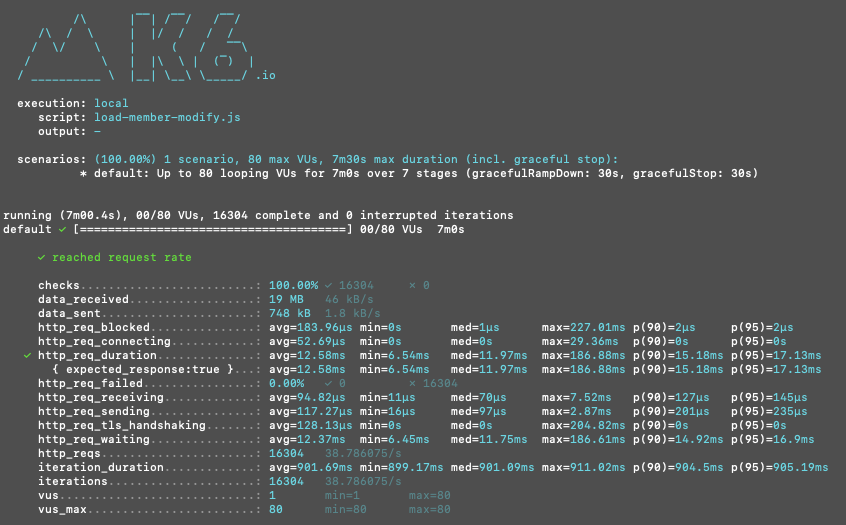 .io
execution: local
script: load-member-modify.js
output: -
scenarios: (100.00%) 1 scenario, 80 max VUs, 7m30s max duration (incl. graceful stop):
* default: Up to 80 looping VUs for 7m0s over 7 stages (gracefulRampDown: 30s, gracefulStop: 30s)
running (7m00.4s), 00/80 VUs, 16304 complete and 0 interrupted iterations
default ✓ [======================================] 00/80 VUs  7m0s
✓ reached request rate
checks.........................: 100.00% ✓ 16304     ✗ 0
data_received..................: 19 MB   46 kB/s
data_sent......................: 748 kB  1.8 kB/s
http_req_blocked...............: avg=183.96µs min=0s       med=1µs      max=227.01ms p(90)=2µs     p(95)=2µs
http_req_connecting............: avg=52.69µs  min=0s       med=0s       max=29.36ms  p(90)=0s      p(95)=0s
✓ http_req_duration..............: avg=12.58ms  min=6.54ms   med=11.97ms  max=186.88ms p(90)=15.18ms p(95)=17.13ms
{ expected_response:true }...: avg=12.58ms  min=6.54ms   med=11.97ms  max=186.88ms p(90)=15.18ms p(95)=17.13ms
http_req_failed................: 0.00%   ✓ 0         ✗ 16304
http_req_receiving.............: avg=94.82µs  min=11µs     med=70µs     max=7.52ms   p(90)=127µs   p(95)=145µs
http_req_sending...............: avg=117.27µs min=16µs     med=97µs     max=2.87ms   p(90)=201µs   p(95)=235µs
http_req_tls_handshaking.......: avg=128.13µs min=0s       med=0s       max=204.82ms p(90)=0s      p(95)=0s
http_req_waiting...............: avg=12.37ms  min=6.45ms   med=11.75ms  max=186.61ms p(90)=14.92ms p(95)=16.9ms
http_reqs......................: 16304   38.786075/s
iteration_duration.............: avg=901.69ms min=899.17ms med=901.09ms max=911.02ms p(90)=904.5ms p(95)=905.19ms
iterations.....................: 16304   38.786075/s
vus............................: 1       min=1       max=80
vus_max........................: 80      min=80      max=80